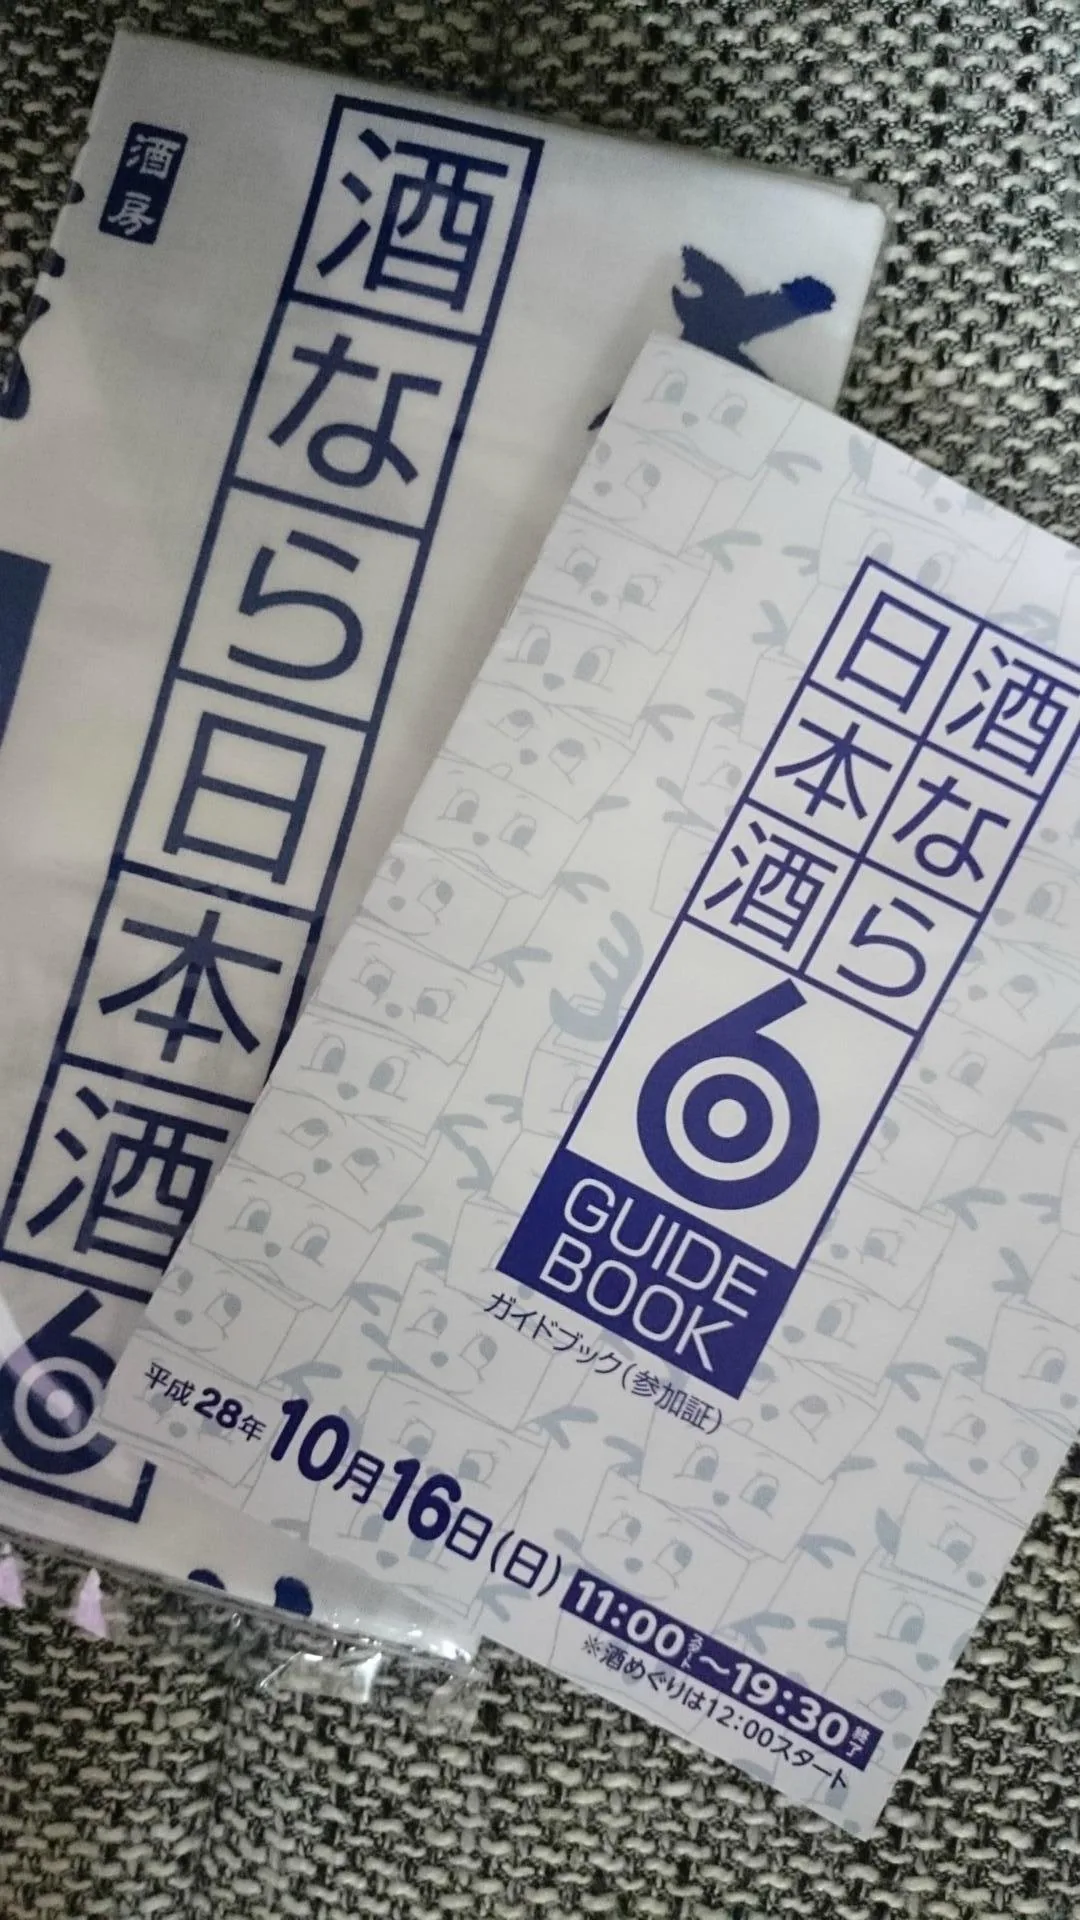 酒房
酒なら日本酒
6
酒なら
日本酒
6
GUIDE
BOOK
ガイドブック(参加証)
平成28年10月16日(日)11:00スタート～19:30終了
※酒めぐりは12:00スタート